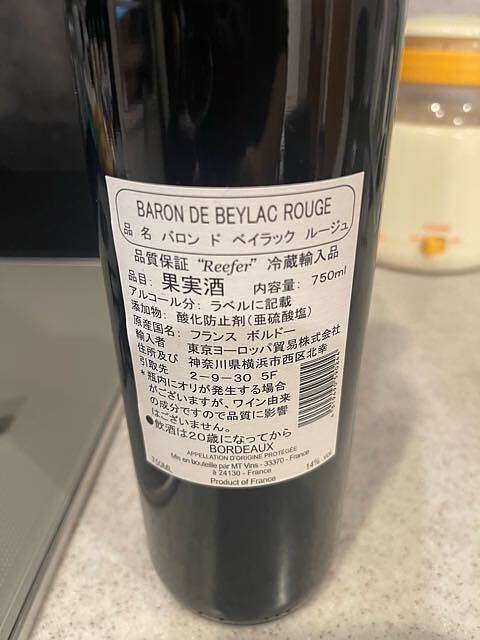 BARON DE BEYLAC ROUGE
品 名 バロン ド ベイラック ルージュ
品質保証 "Reefer" 冷蔵輸入品
品目: 果実酒 内容量: 750ml
アルコール分: ラベルに記載
添加物: 酸化防止剤(亜硫酸塩)
原産国名: フランス ボルドー
輸入者 東京ヨーロッパ貿易株式会社
住所及び 神奈川県横浜市西区北幸
引取先 2-9-30 5F
*瓶内にオリが発生する場合
がございますが、ワイン由来
の成分ですので品質に影響
はございません。
●飲酒は20歳になってから
BORDEAUX
APPELLATION D'ORIGINE PROTÉGÉE
Mis en bouteille par MT Vins - 33370 - France
à 24130 - France
750ML Product of France 14% vol